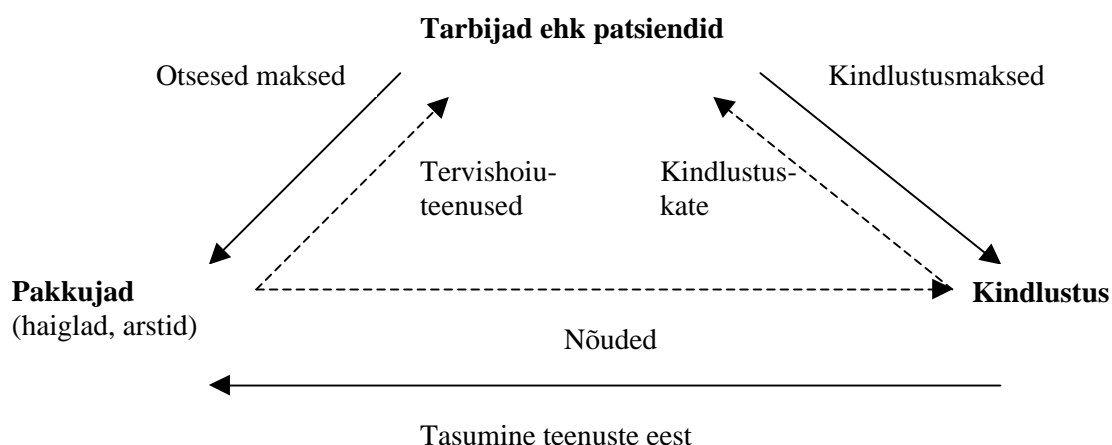 Tarbijad ehk patsiendid
Otsesed maksed
Kindlustusmaksed
Tervishoiu-
teenused
Kindlustus-
kate
Pakkujad
(haiglad, arstid)
Kindlustus
Nõuded
Tasumine teenuste eest